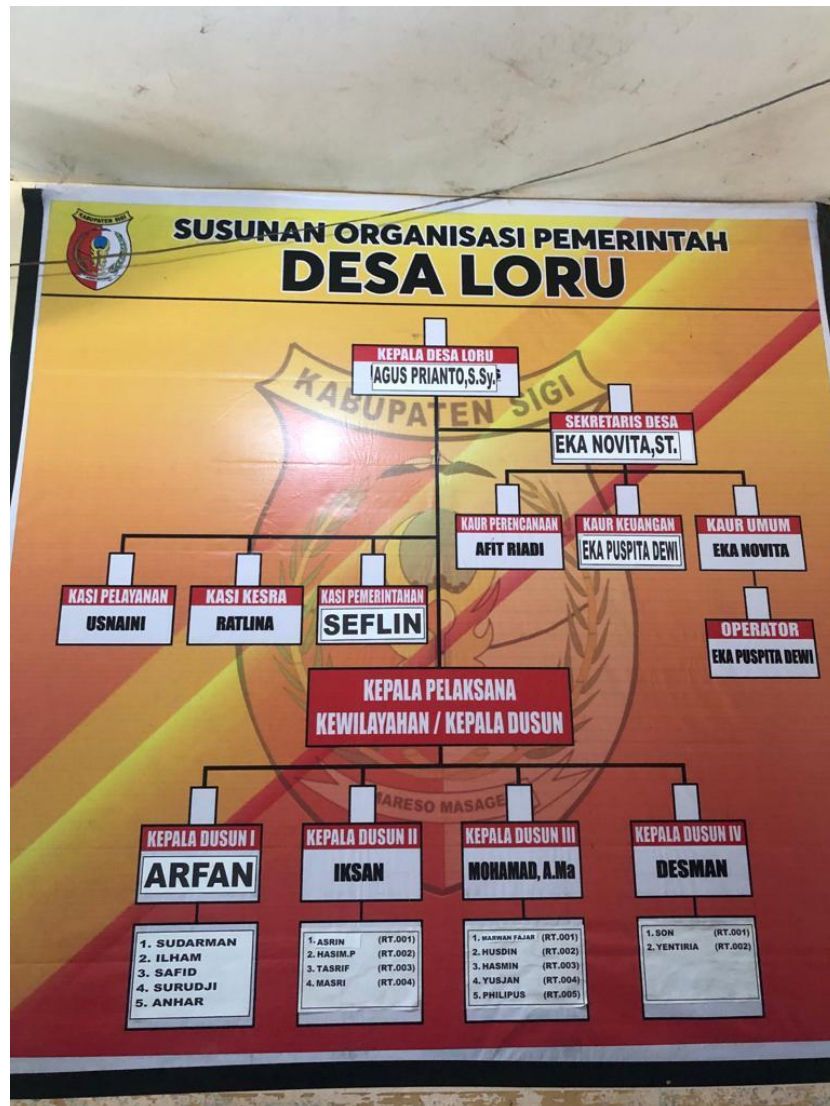 KABUPATEN SIGI
SUSUNAN ORGANISASI PEMERINTAH
DESA LORU
KEPALA DESA LORU
AGUS PRIANTO,S.Sy.
KABUPATEN SIGI
SEKRETARIS DESA
EKA NOVITA,ST.
KAUR PERENCANAAN
AFIT RIADI
KAUR KEUANGAN
EKA PUSPITA DEWI
KAUR UMUM
EKA NOVITA
OPERATOR
EKA PUSPITA DEWI
KASI PELAYANAN
USNAINI
KASI KESRA
RATLINA
KASI PEMERINTAHAN
SEFLIN
KEPALA PELAKSANA
KEWILAYAHAN / KEPALA DUSUN
MARESO MASAGE
KEPALA DUSUN I
ARFAN
1. SUDARMAN
2. ILHAM
3. SAFID
4. SURUDJI
5. ANHAR
KEPALA DUSUN II
IKSAN
1. ASRIN (RT.001)
2. HASIM.P (RT.002)
3. TASRIF (RT.003)
4. MASRI (RT.004)
KEPALA DUSUN III
MOHAMAD, A.Ma
1. MARWAN FAJAR (RT.001)
2. HUSDIN (RT.002)
3. HASMIN (RT.003)
4. YUSJAN (RT.004)
5. PHILIPUS (RT.005)
KEPALA DUSUN IV
DESMAN
1. SON (RT.001)
2. YENTIRIA (RT.002)